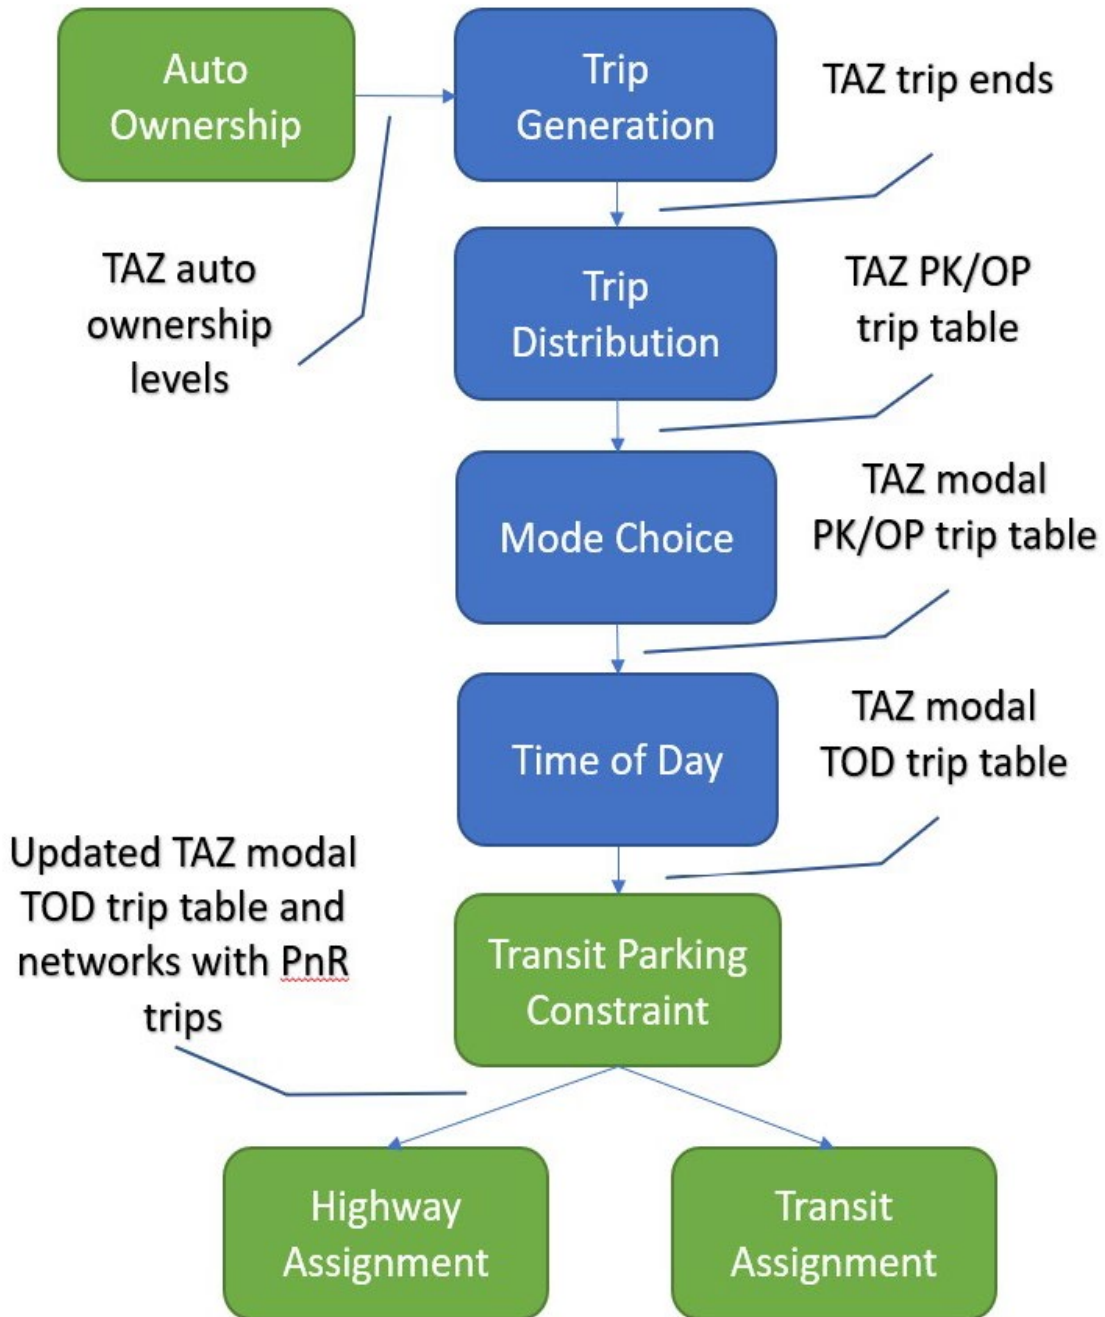 Auto
Ownership
Trip
Generation
TAZ trip ends
TAZ auto
ownership
levels
Trip
Distribution
TAZ PK/OP
trip table
Mode Choice
TAZ modal
PK/OP trip table
Time of Day
TAZ modal
TOD trip table
Updated TAZ modal
TOD trip table and
networks with PnR
trips
Transit Parking
Constraint
Highway
Assignment
Transit
Assignment